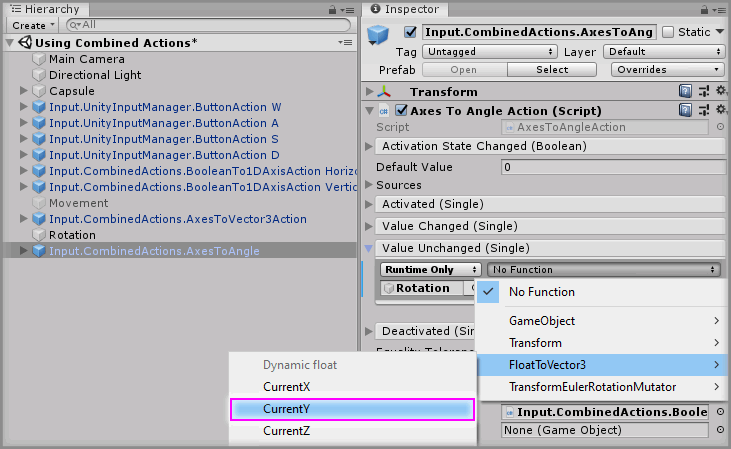 Hierarchy
Create
All
Using Combined Actions*
Main Camera
Directional Light
Capsule
Input.UnityInputManager.ButtonAction W
Input.UnityInputManager.ButtonAction A
Input.UnityInputManager.ButtonAction S
Input.UnityInputManager.ButtonAction D
Input.CombinedActions.BooleanTo1DAxisAction Horizo
Input.CombinedActions.BooleanTo1DAxisAction Vertic
Movement
Input.CombinedActions.AxesToVector3Action
Rotation
Input.CombinedActions.AxesToAngle
Inspector
Input.CombinedActions.AxesToAng
Static
Tag Untagged Layer Default
Prefab Open Select Overrides
Transform
Axes To Angle Action (Script)
Script AxesToAngleAction
Activation State Changed (Boolean)
Default Value 0
Sources
Activated (Single)
Value Changed (Single)
Value Unchanged (Single)
Runtime Only No Function
Rotation
No Function
GameObject
Transform
FloatToVector3
TransformEulerRotationMutator
Deactivated (Sin
Dynamic float
CurrentX
CurrentY
CurrentZ
Input.CombinedActions.Boole
None (Game Object)